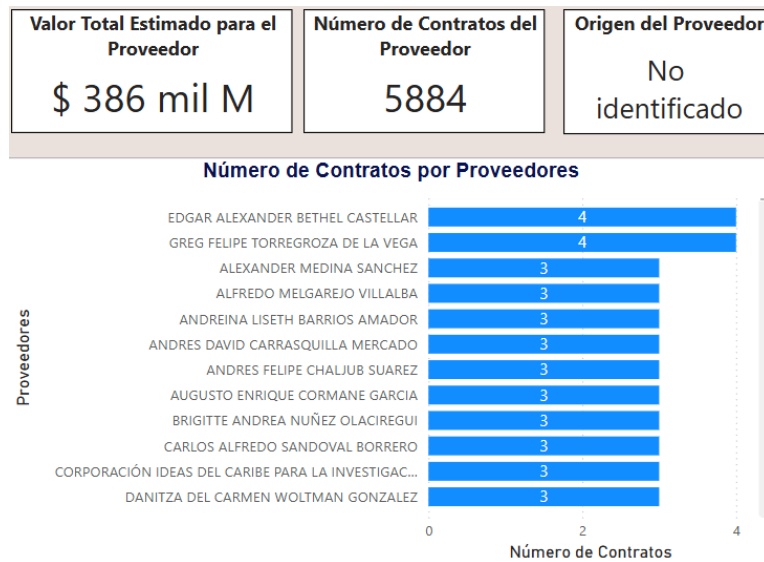 Valor Total Estimado para el
Proveedor
$ 386 mil M
Número de Contratos del
Proveedor
5884
Origen del Proveedor
No
identificado
Número de Contratos por Proveedores
Proveedores
EDGAR ALEXANDER BETHEL CASTELLAR 4
GREG FELIPE TORREGROZA DE LA VEGA 4
ALEXANDER MEDINA SANCHEZ 3
ALFREDO MELGAREJO VILLALBA 3
ANDREINA LISETH BARRIOS AMADOR 3
ANDRES DAVID CARRASQUILLA MERCADO 3
ANDRES FELIPE CHALJUB SUAREZ 3
AUGUSTO ENRIQUE CORMANE GARCIA 3
BRIGITTE ANDREA NUÑEZ OLACIREGUI 3
CARLOS ALFREDO SANDOVAL BORRERO 3
CORPORACIÓN IDEAS DEL CARIBE PARA LA INVESTIGAC... 3
DANITZA DEL CARMEN WOLTMAN GONZALEZ 3
0 2 4
Número de Contratos